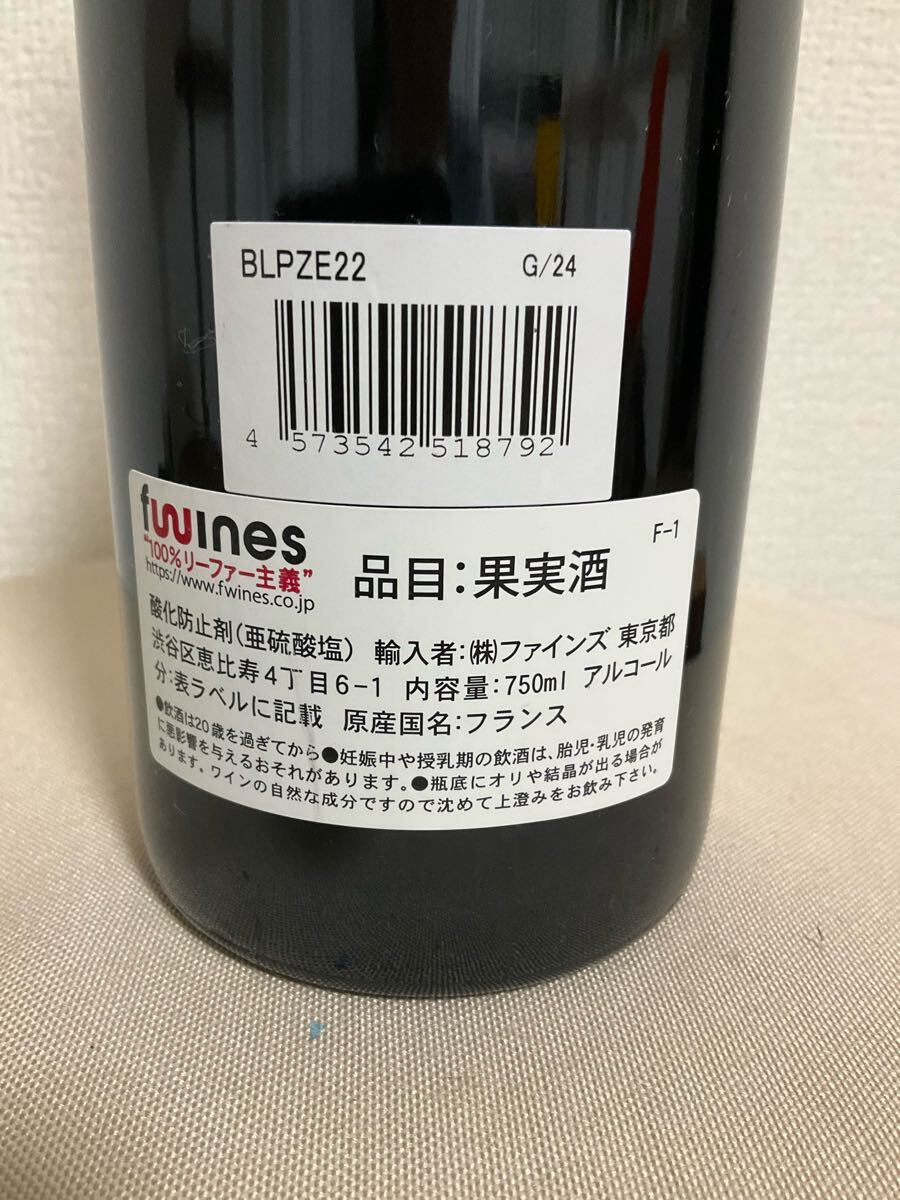 BLPZE22 G/24
4 573542 518792
fwines
F-1
"100%リーファー主義"
https://www.fwines.co.jp
品目：果実酒
酸化防止剤(亜硫酸塩) 輸入者：㈱ファインズ 東京都
渋谷区恵比寿4丁目6-1 内容量：750ml アルコール
分：表ラベルに記載 原産国名：フランス
●飲酒は20歳を過ぎてから●妊娠中や授乳期の飲酒は、胎児・乳児の発育
に悪影響を与えるおそれがあります。●瓶底にオリや結晶が出る場合が
あります。ワインの自然な成分ですので沈めて上澄みをお飲み下さい。